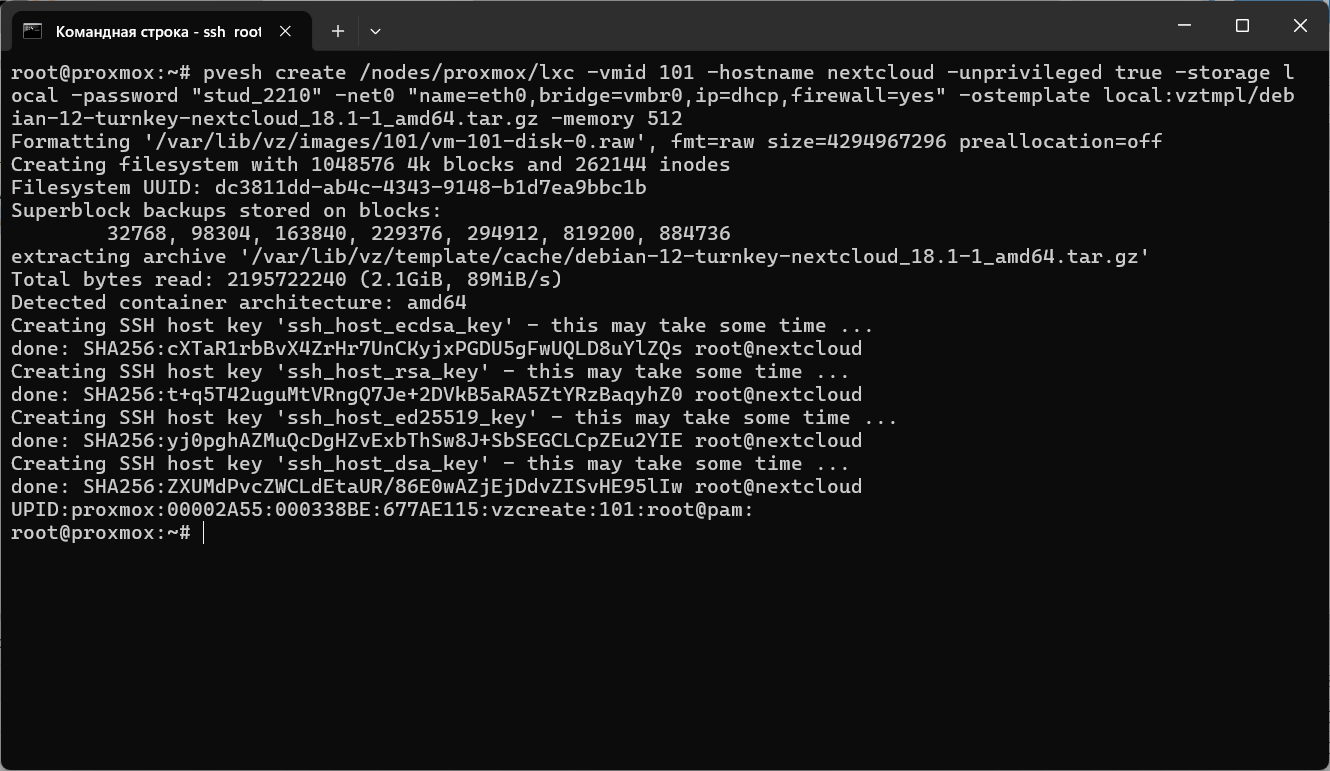 Командная строка - ssh root
root@proxmox:~# pvesh create /nodes/proxmox/lxc -vmid 101 -hostname nextcloud -unprivileged true -storage l
ocal -password "stud_2210" -net0 "name=eth0,bridge=vmbr0,ip=dhcp,firewall=yes" -ostemplate local:vztmpl/deb
ian-12-turnkey-nextcloud_18.1-1_amd64.tar.gz -memory 512
Formatting '/var/lib/vz/images/101/vm-101-disk-0.raw', fmt=raw size=4294967296 preallocation=off
Creating filesystem with 1048576 4k blocks and 262144 inodes
Filesystem UUID: dc3811dd-ab4c-4343-9148-b1d7ea9bbc1b
Superblock backups stored on blocks:
        32768, 98304, 163840, 229376, 294912, 819200, 884736
extracting archive '/var/lib/vz/template/cache/debian-12-turnkey-nextcloud_18.1-1_amd64.tar.gz'
Total bytes read: 2195722240 (2.1GiB, 89MiB/s)
Detected container architecture: amd64
Creating SSH host key 'ssh_host_ecdsa_key' - this may take some time ...
done: SHA256:cXTaR1rbBvX4ZrHr7UnCKyjxPGDU5gFwUQLD8uYlZQs root@nextcloud
Creating SSH host key 'ssh_host_rsa_key' - this may take some time ...
done: SHA256:t+q5T42uguMtVRngQ7Je+2DVkB5aRA5ZtYRzBaqyhZ0 root@nextcloud
Creating SSH host key 'ssh_host_ed25519_key' - this may take some time ...
done: SHA256:yj0pghAZMuQcDgHZvExbThSw8J+SbSEGCLCpZEu2YIE root@nextcloud
Creating SSH host key 'ssh_host_dsa_key' - this may take some time ...
done: SHA256:ZXUMdPvcZWCLdEtaUR/86E0wAZjEjDdvZISvHE95lIw root@nextcloud
UPID:proxmox:00002A55:000338BE:677AE115:vzcreate:101:root@pam:
root@proxmox:~#